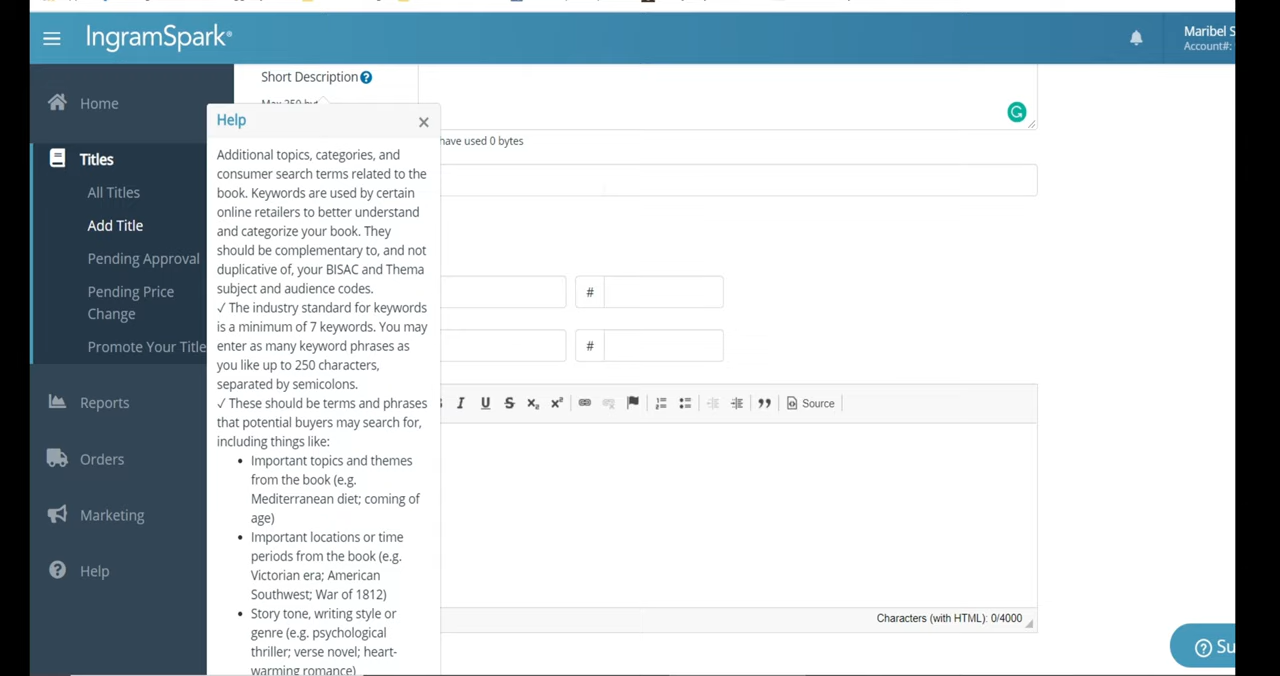 IngramSpark®
Maribel S
Account#:
Home
Titles
All Titles
Add Title
Pending Approval
Pending Price
Change
Promote Your Title
Reports
Orders
Marketing
Help
Short Description
Max 250
have used 0 bytes
Help
×
Additional topics, categories, and
consumer search terms related to the
book. Keywords are used by certain
online retailers to better understand
and categorize your book. They
should be complementary to, and not
duplicative of, your BISAC and Thema
subject and audience codes.
✓ The industry standard for keywords
is a minimum of 7 keywords. You may
enter as many keyword phrases as
you like up to 250 characters,
separated by semicolons.
✓ These should be terms and phrases
that potential buyers may search for,
including things like:
• Important topics and themes
from the book (e.g.
Mediterranean diet; coming of
age)
• Important locations or time
periods from the book (e.g.
Victorian era; American
Southwest; War of 1812)
• Story tone, writing style or
genre (e.g. psychological
thriller; verse novel; heart-
warming romance)
#
#
I U S x₂ x² Source
Characters (with HTML): 0/4000
Su